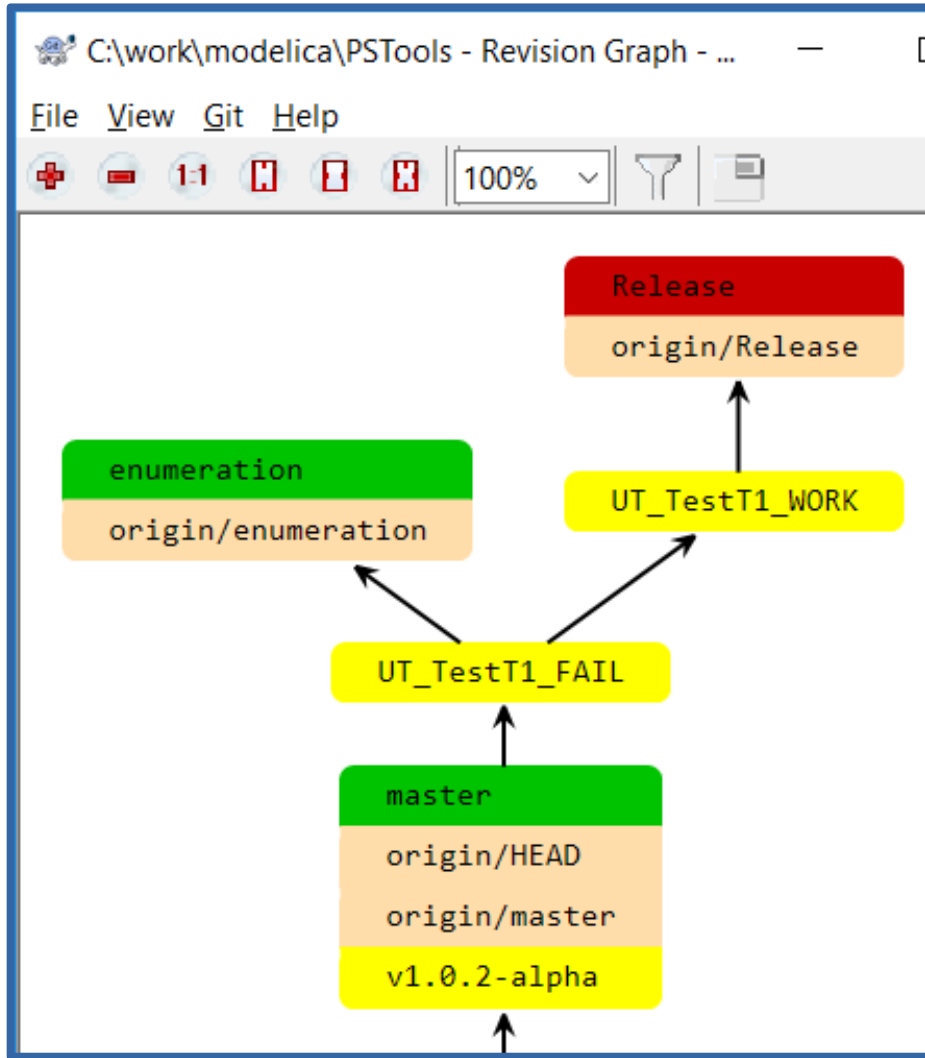 C:\work\modelica\PSTools - Revision Graph - ...
File View Git Help
1:1 100%
Release
origin/Release
enumeration
origin/enumeration
UT_TestT1_WORK
UT_TestT1_FAIL
master
origin/HEAD
origin/master
v1.0.2-alpha